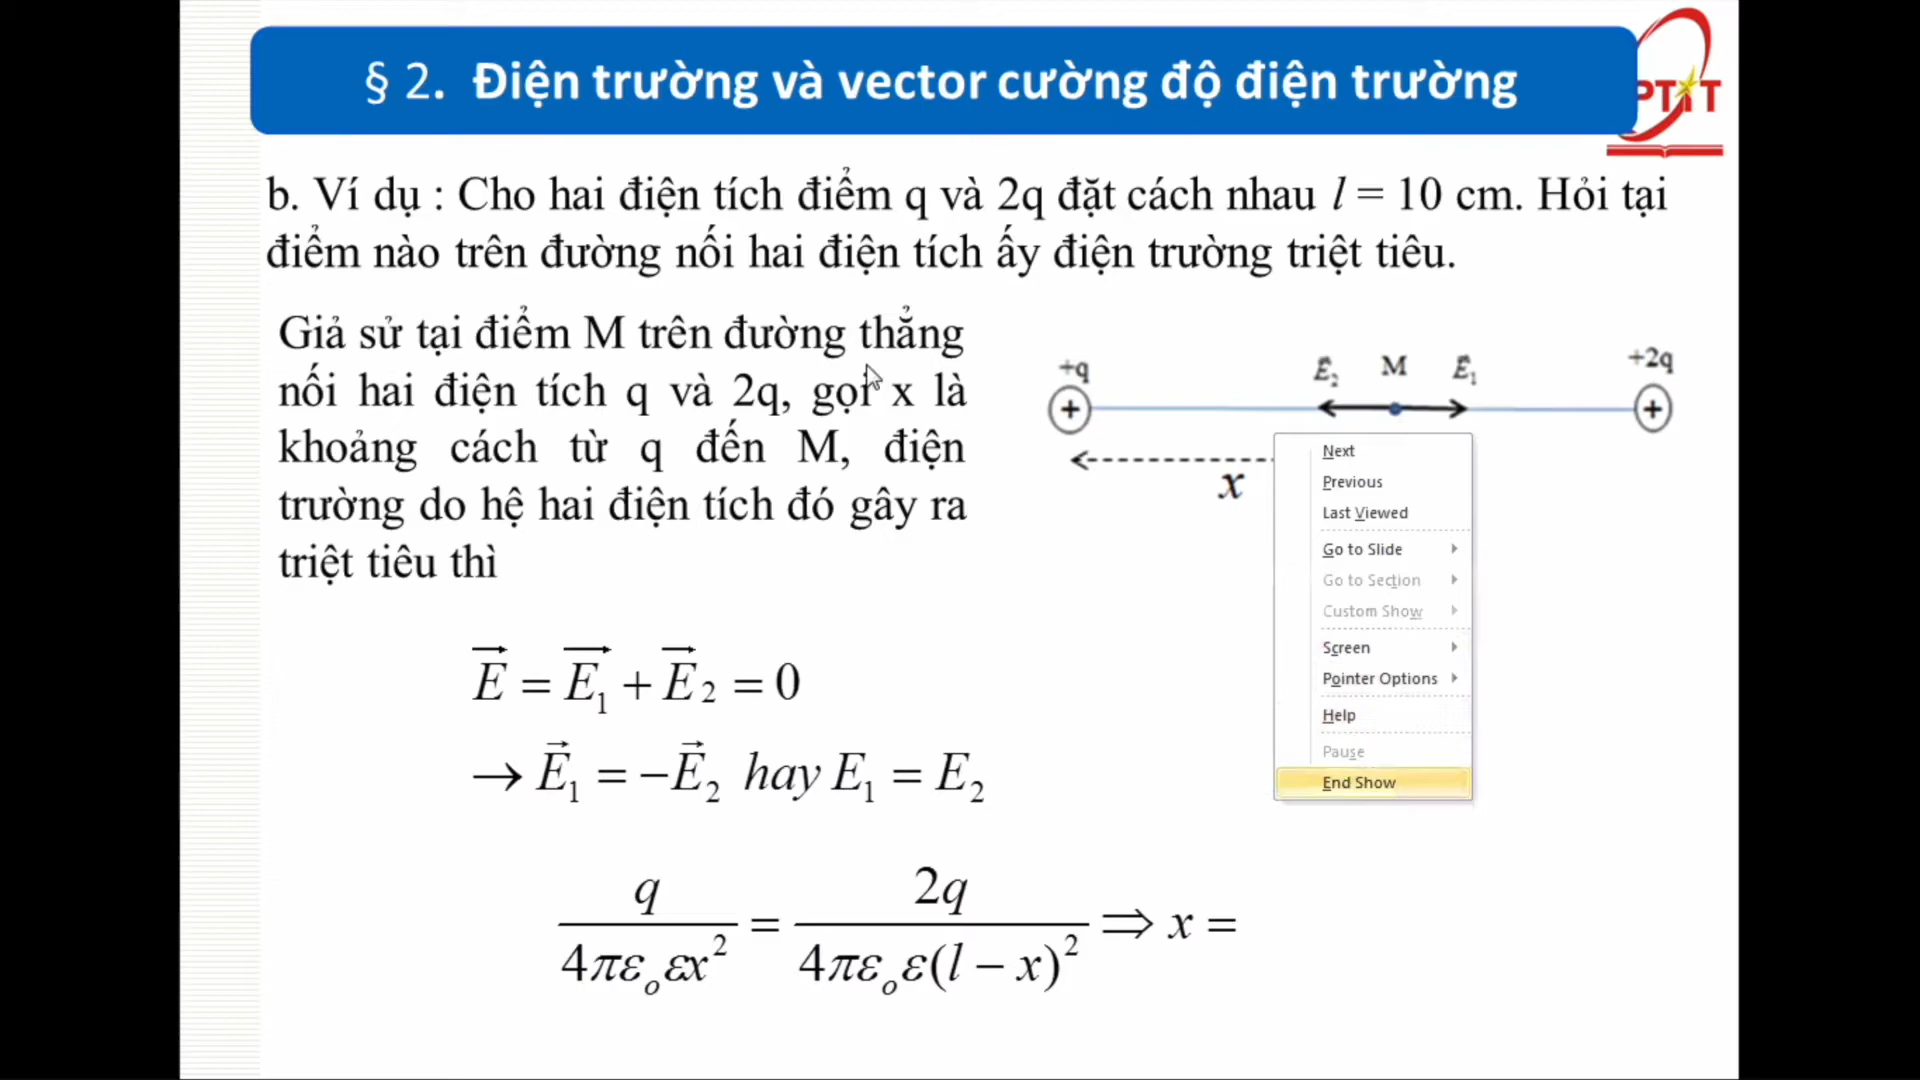 § 2. Điện trường và vector cường độ điện trường
PTIT
b. Ví dụ : Cho hai điện tích điểm q và 2q đặt cách nhau l = 10 cm. Hỏi tại
điểm nào trên đường nối hai điện tích ấy điện trường triệt tiêu.
Giả sử tại điểm M trên đường thẳng
nối hai điện tích q và 2q, gọi x là
khoảng cách từ q đến M, điện
trường do hệ hai điện tích đó gây ra
triệt tiêu thì
+q E⃗₂ M E⃗₁ +2q
+ +
x
Next
Previous
Last Viewed
Go to Slide
Go to Section
Custom Show
Screen
Pointer Options
Help
Pause
End Show
E⃗ = E⃗₁ + E⃗₂ = 0
→ E⃗₁ = −E⃗₂ hay E₁ = E₂
q/(4πεₒεx²) = 2q/(4πεₒε(l − x)²) ⇒ x =